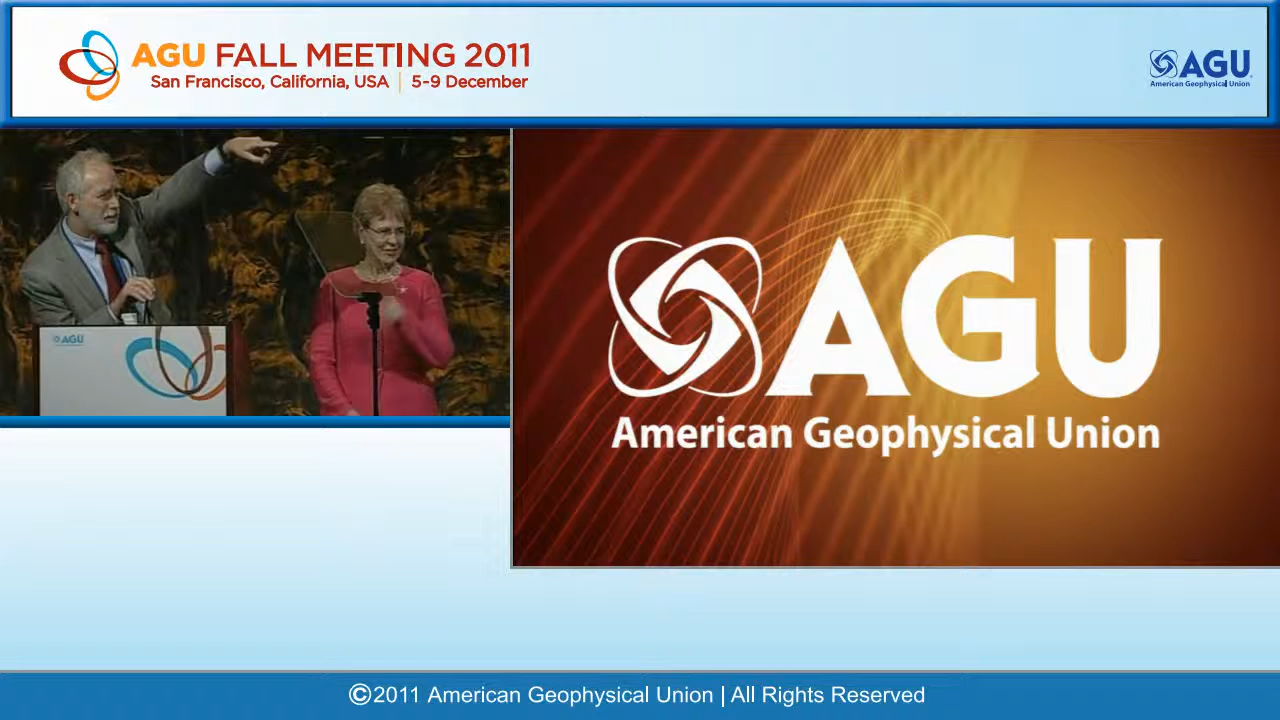 AGU FALL MEETING 2011
San Francisco, California, USA | 5-9 December
AGU
American Geophysical Union
AGU
AGU
American Geophysical Union
©2011 American Geophysical Union | All Rights Reserved